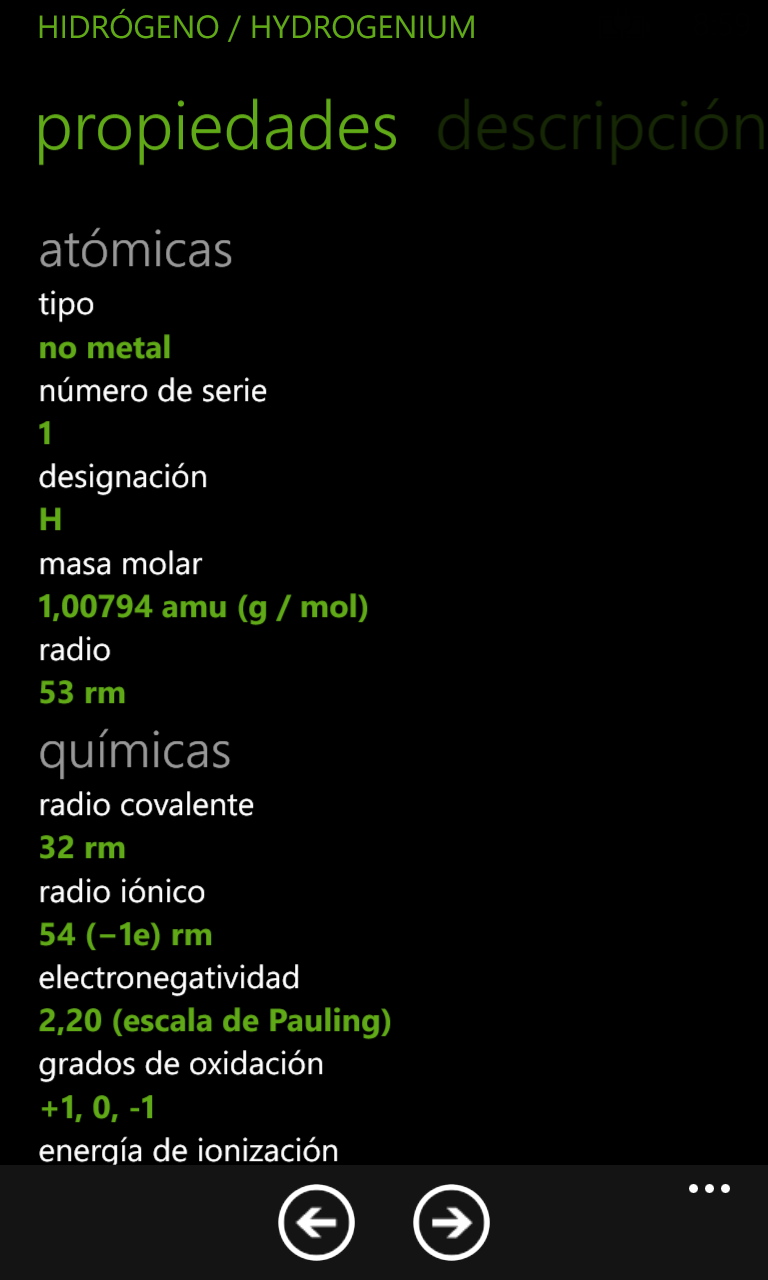 HIDRÓGENO / HYDROGENIUM
propiedades descripción
atómicas
tipo
no metal
número de serie
1
designación
H
masa molar
1,00794 amu (g / mol)
radio
53 rm
químicas
radio covalente
32 rm
radio iónico
54 (−1e) rm
electronegatividad
2,20 (escala de Pauling)
grados de oxidación
+1, 0, -1
energía de ionización